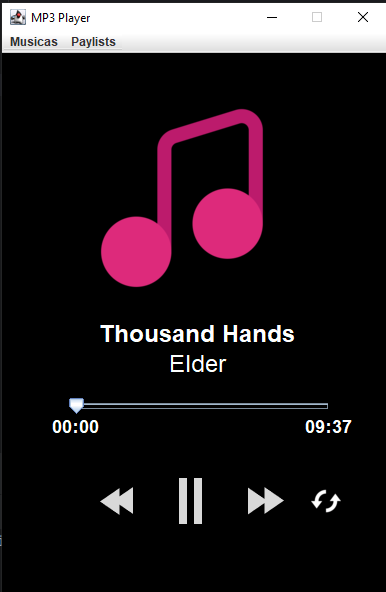 MP3 Player
Musicas Paylists
Thousand Hands
Elder
00:00 09:37